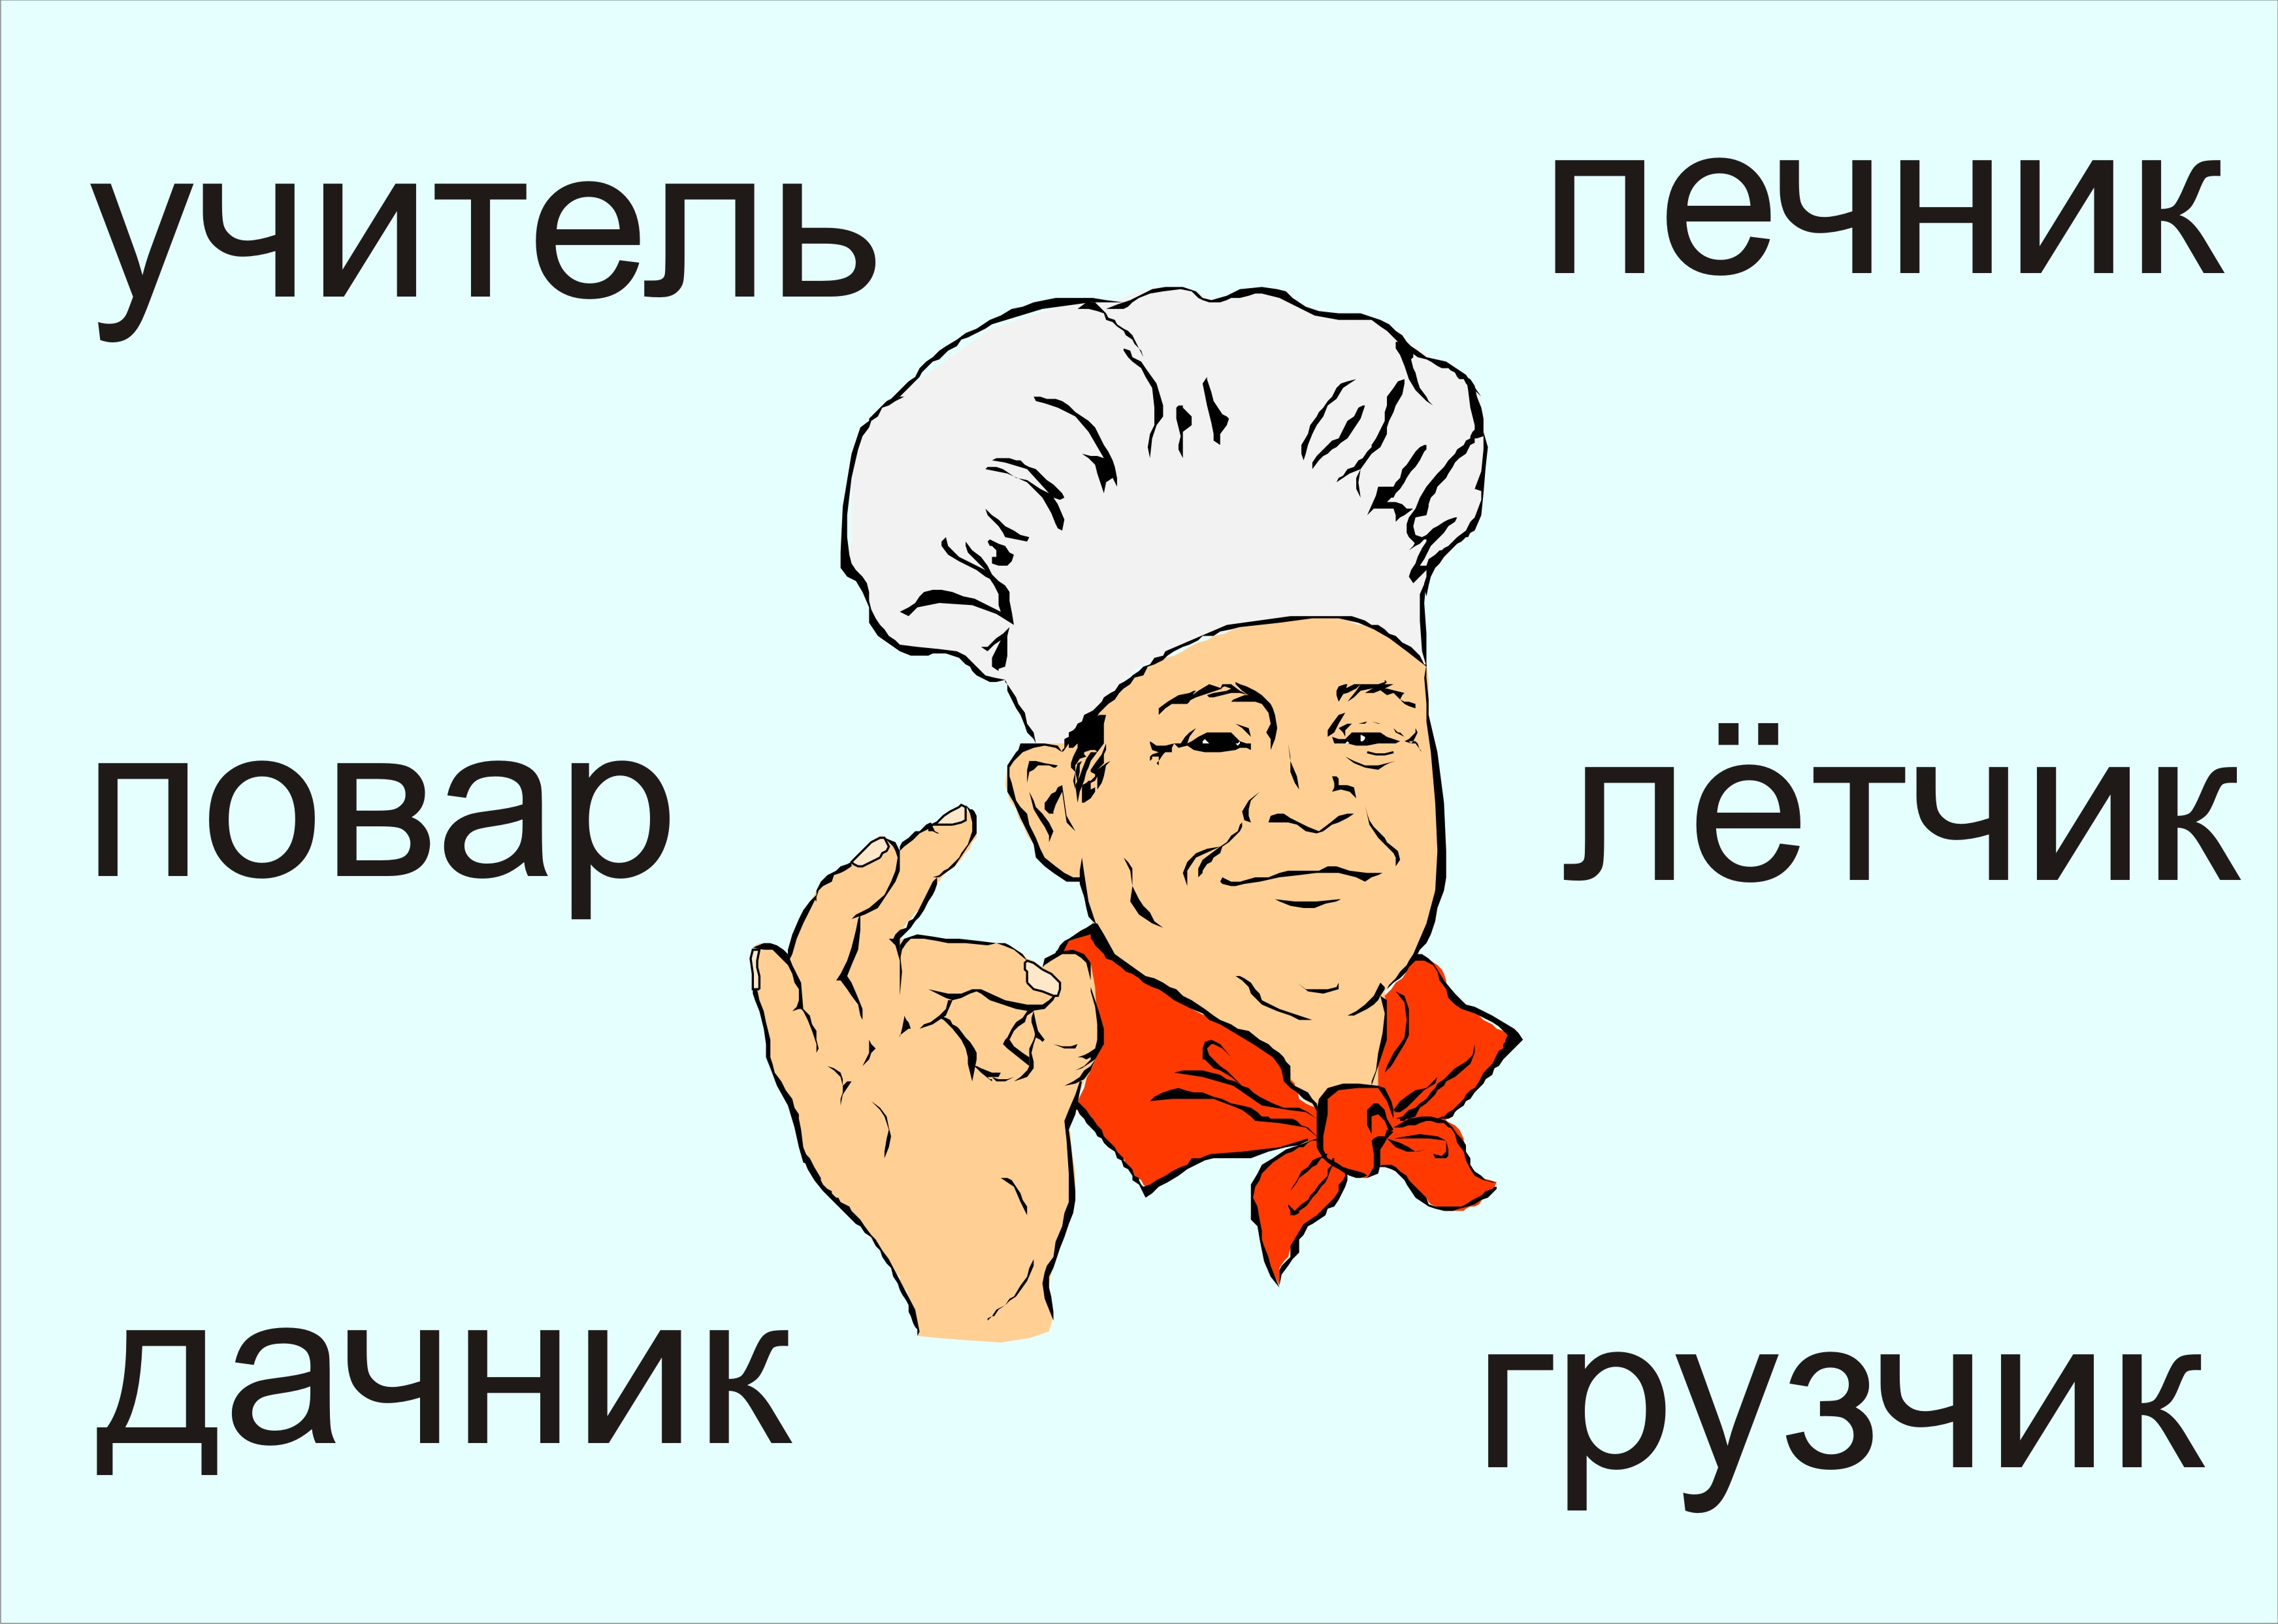 учитель
печник
повар
лётчик
дачник
грузчик